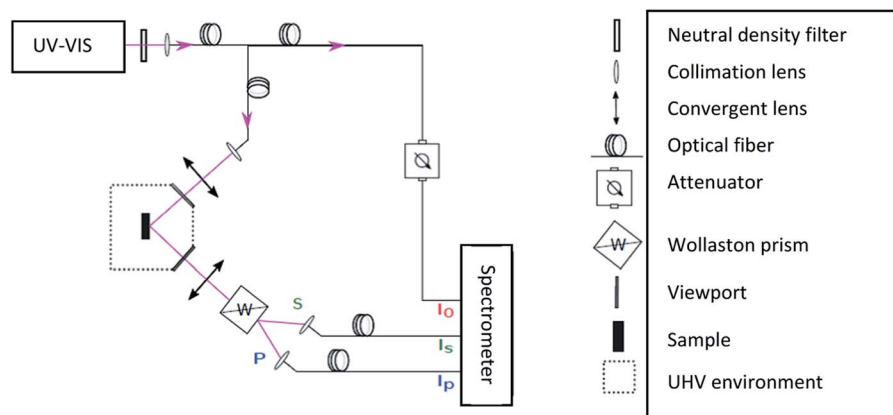 UV-VIS
S
P
W
I0
Is
Ip
Spectrometer
Neutral density filter
Collimation lens
Convergent lens
Optical fiber
Attenuator
W
Wollaston prism
Viewport
Sample
UHV environment